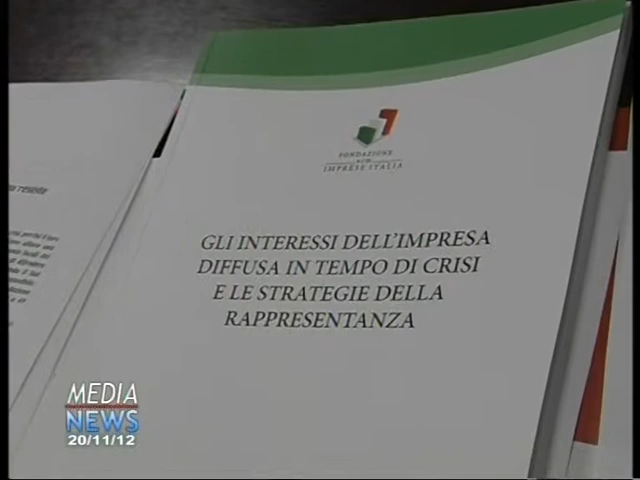 FONDAZIONE
IMPRESE ITALIA
GLI INTERESSI DELL'IMPRESA
DIFFUSA IN TEMPO DI CRISI
E LE STRATEGIE DELLA
RAPPRESENTANZA
MEDIA
NEWS
20/11/12